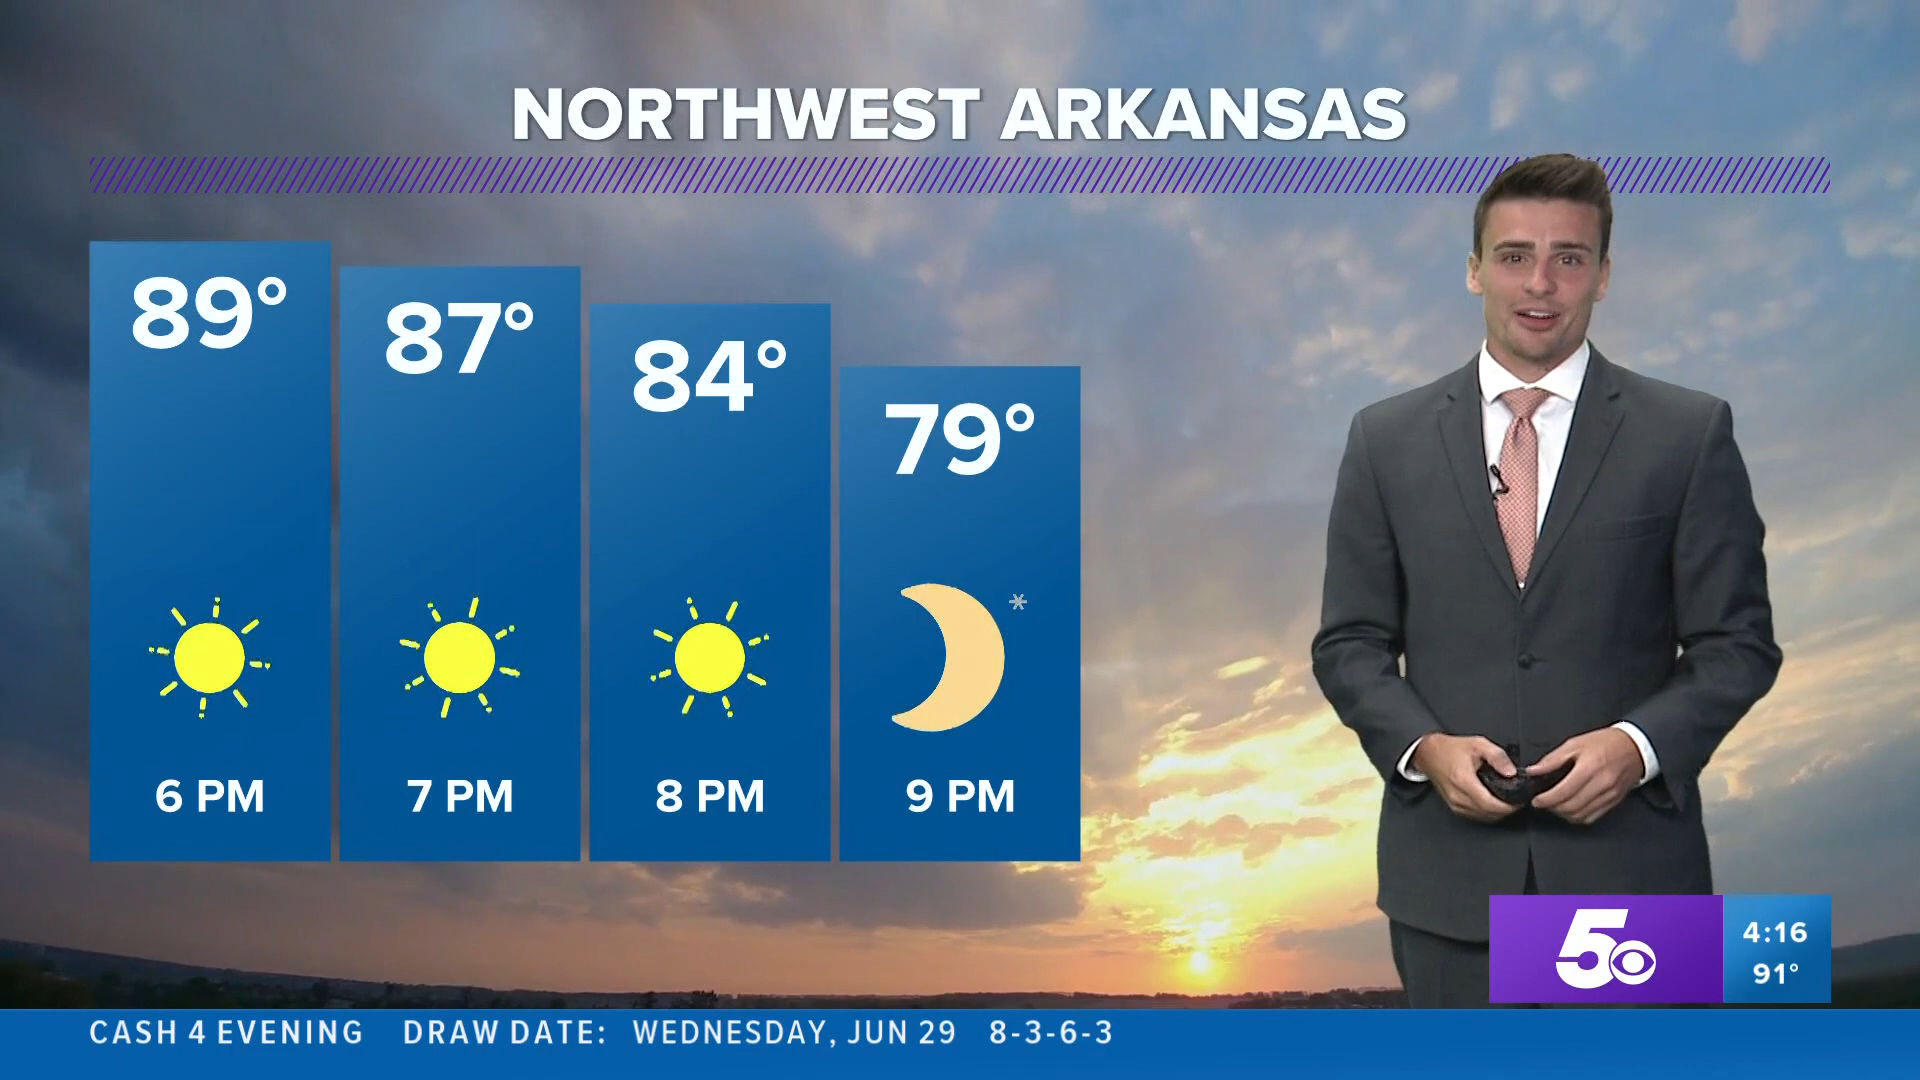 NORTHWEST ARKANSAS
89° 87° 84° 79°
6 PM 7 PM 8 PM 9 PM
5
4:16
91°
CASH 4 EVENING DRAW DATE: WEDNESDAY, JUN 29 8-3-6-3